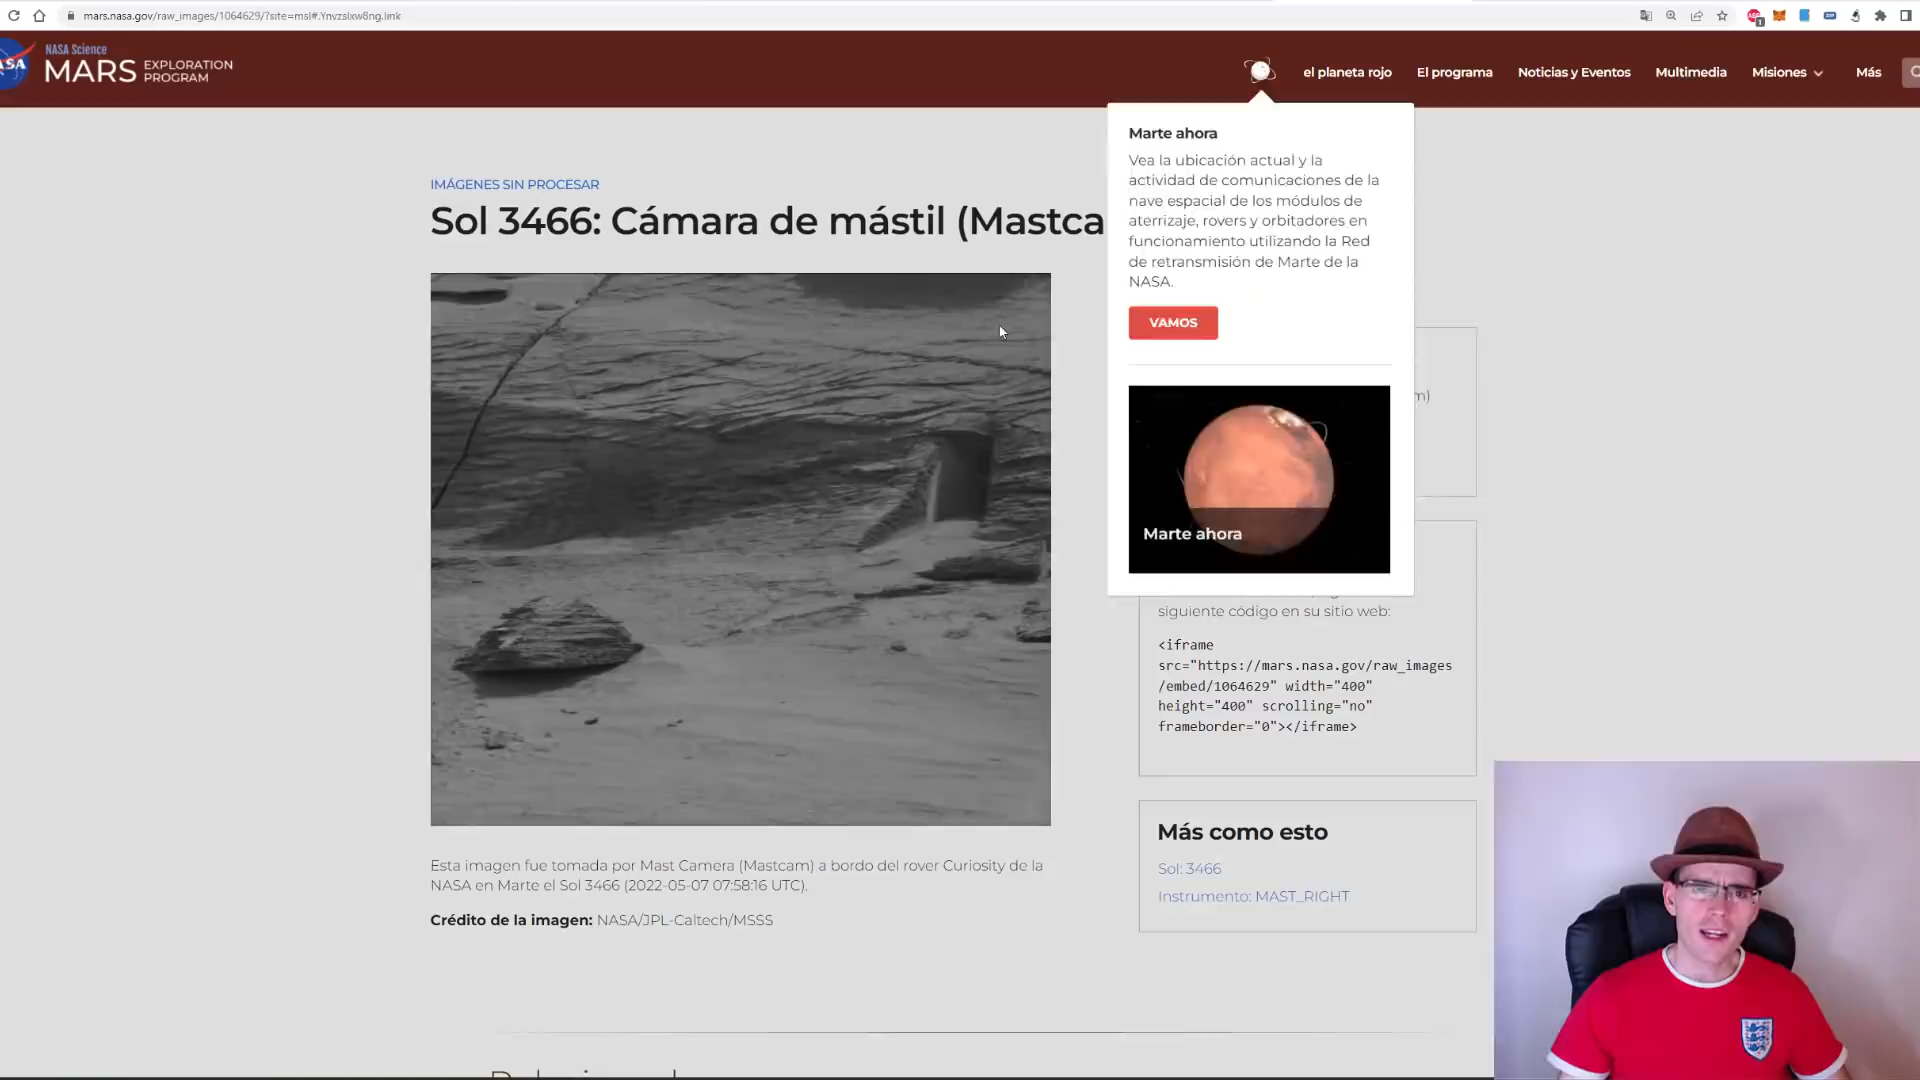 mars.nasa.gov/raw_images/1064629/?site=msl#.Ynvzslxw8ng.link
NASA Science
MARS EXPLORATION PROGRAM
el planeta rojo
El programa
Noticias y Eventos
Multimedia
Misiones
Más
Marte ahora
Vea la ubicación actual y la
actividad de comunicaciones de la
nave espacial de los módulos de
aterrizaje, rovers y orbitadores en
funcionamiento utilizando la Red
de retransmisión de Marte de la
NASA.
VAMOS
Marte ahora
IMÁGENES SIN PROCESAR
Sol 3466: Cámara de mástil (Mastca
m)
siguiente código en su sitio web:
<iframe
src="https://mars.nasa.gov/raw_images
/embed/1064629" width="400"
height="400" scrolling="no"
frameborder="0"></iframe>
Más como esto
Sol: 3466
Instrumento: MAST_RIGHT
Esta imagen fue tomada por Mast Camera (Mastcam) a bordo del rover Curiosity de la
NASA en Marte el Sol 3466 (2022-05-07 07:58:16 UTC).
Crédito de la imagen: NASA/JPL-Caltech/MSSS